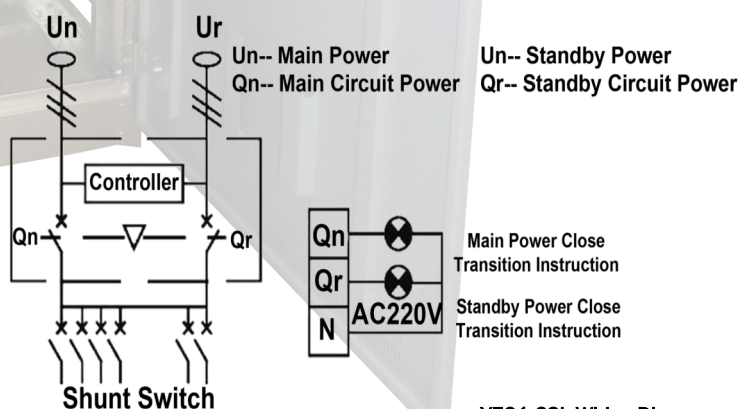 Un
Ur
Un-- Main Power
Un-- Standby Power
Qn-- Main Circuit Power
Qr-- Standby Circuit Power
Controller
Qn
Qr
Qn
Main Power Close
Transition Instruction
Qr
Standby Power Close
Transition Instruction
AC220V
N
Shunt Switch